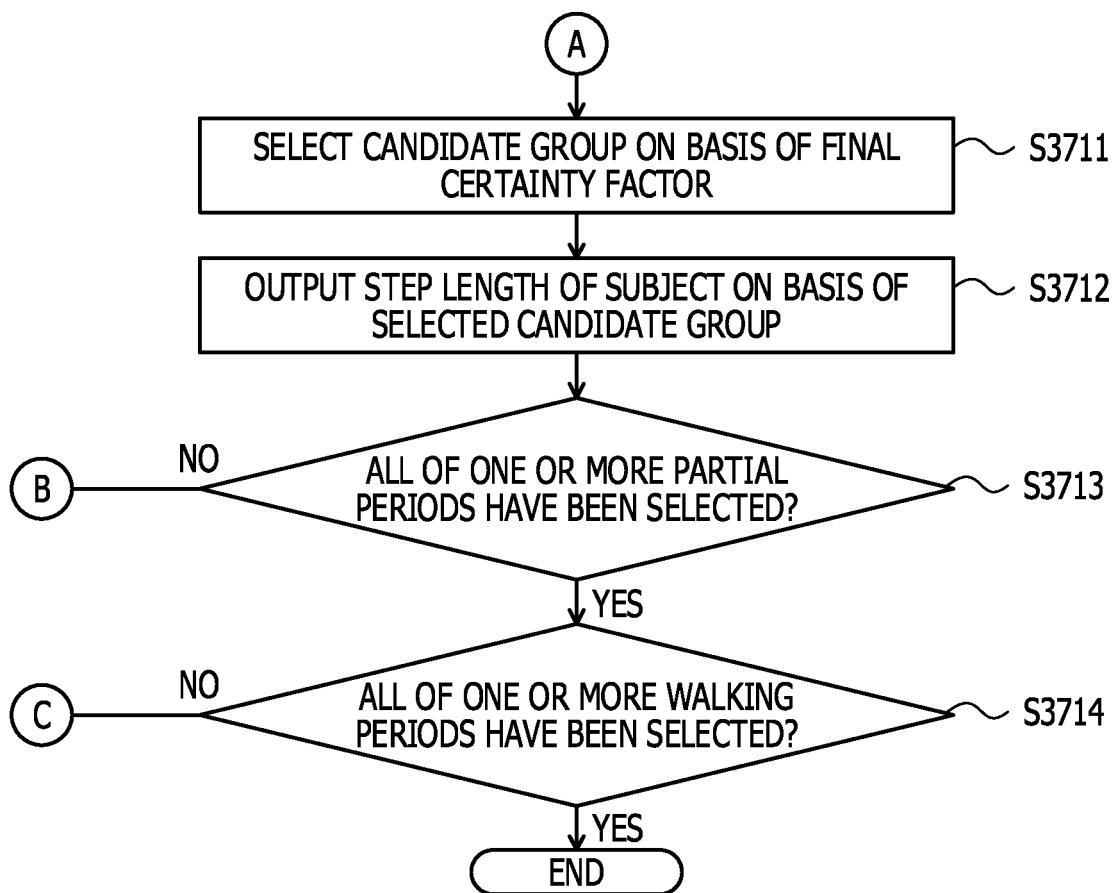 A
SELECT CANDIDATE GROUP ON BASIS OF FINAL
CERTAINTY FACTOR
S3711
OUTPUT STEP LENGTH OF SUBJECT ON BASIS OF
SELECTED CANDIDATE GROUP
S3712
NO
B
ALL OF ONE OR MORE PARTIAL
PERIODS HAVE BEEN SELECTED?
S3713
YES
NO
C
ALL OF ONE OR MORE WALKING
PERIODS HAVE BEEN SELECTED?
S3714
YES
END